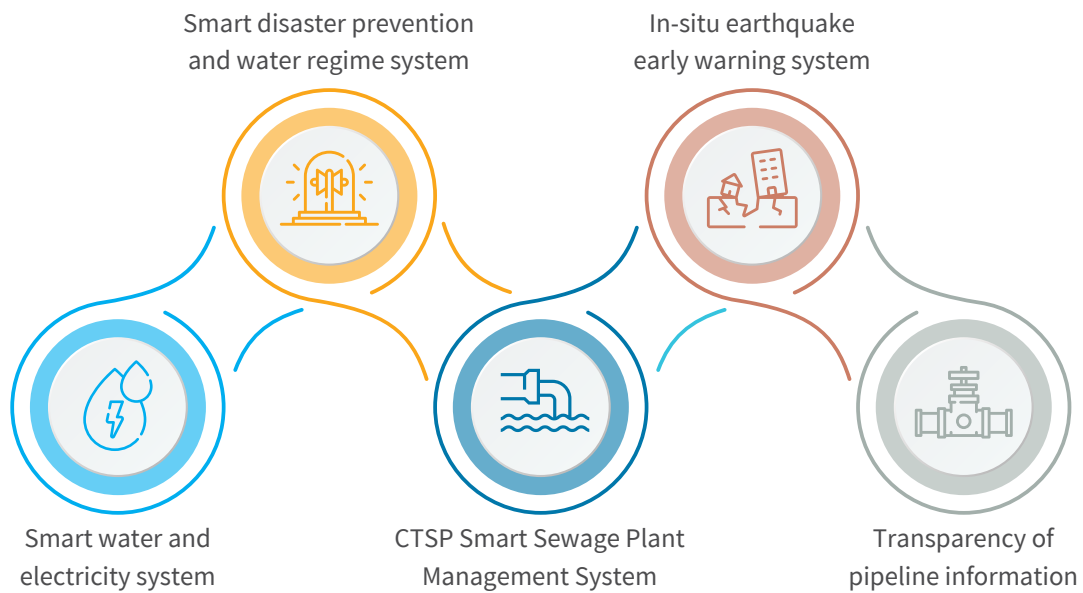 Smart disaster prevention
and water regime system
In-situ earthquake
early warning system
Smart water and
electricity system
CTSP Smart Sewage Plant
Management System
Transparency of
pipeline information